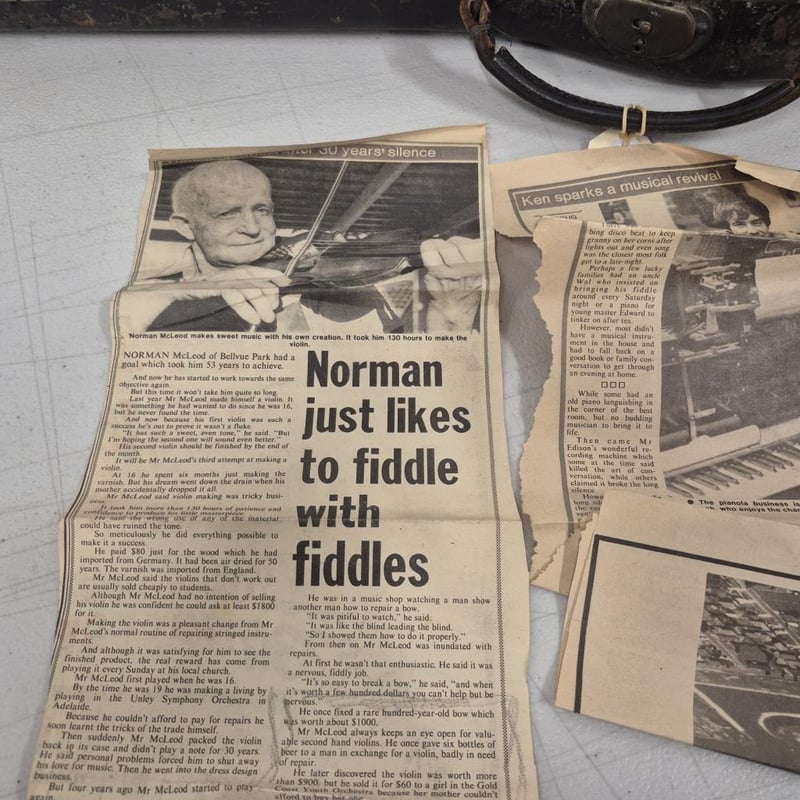 after 30 years' silence
Norman McLeod makes sweet music with his own creation. It took him 130 hours to make the
violin.
Norman
just likes
to fiddle
with
fiddles
NORMAN McLeod of Bellvue Park had a
goal which took him 53 years to achieve.
And now he has started to work towards the same
objective again.
But this time it won't take him quite so long.
Last year Mr McLeod made himself a violin. It
was something he had wanted to do since he was 16,
but he never found the time.
And now because his first violin was such a
success he's out to prove it wasn't a fluke.
"It has such a sweet, even tone," he said. "But
I'm hoping the second one will sound even better."
His second violin should be finished by the end of
the month.
It will be Mr McLeod's third attempt at making a
violin.
At 16 he spent six months just making the
varnish. But his dream went down the drain when his
mother accidentally dropped it all.
Mr McLeod said violin making was tricky busi-
ness.
It took him more than 130 hours of patience and
confidence to produce his little masterpiece.
He said the wrong use of any of the material
could have ruined the tone.
So meticulously he did everything possible to
make it a success.
He paid $80 just for the wood which he had
imported from Germany. It had been air dried for 50
years. The varnish was imported from England.
Mr McLeod said the violins that don't work out
are usually sold cheaply to students.
Although Mr McLeod had no intention of selling
his violin he was confident he could ask at least $1800
for it.
Making the violin was a pleasant change from Mr
McLeod's normal routine of repairing stringed instru-
ments.
And although it was satisfying for him to see the
finished product, the real reward has come from
playing it every Sunday at his local church.
Mr McLeod first played when he was 16.
By the time he was 19 he was making a living by
playing in the Unley Symphony Orchestra in
Adelaide.
Because he couldn't afford to pay for repairs he
soon learnt the tricks of the trade himself.
Then suddenly Mr McLeod packed the violin
back in its case and didn't play a note for 30 years.
He said personal problems forced him to shut away
his love for music. Then he went into the dress design
business.
But four years ago Mr McLeod started to play
again.
He was in a music shop watching a man show
another man how to repair a bow.
"It was pitiful to watch," he said.
"It was like the blind leading the blind.
"So I showed them how to do it properly."
From then on Mr McLeod was inundated with
repairs.
At first he wasn't that enthusiastic. He said it was
a nervous, fiddly job.
"It's so easy to break a bow," he said, "and when
it's worth a few hundred dollars you can't help but be
nervous."
He once fixed a rare hundred-year-old bow which
was worth about $1000.
Mr McLeod always keeps an eye open for valu-
able second hand violins. He once gave six bottles of
beer to a man in exchange for a violin, badly in need
of repair.
He later discovered the violin was worth more
than $900, but he sold it for $60 to a girl in the Gold
Coast Youth Orchestra because her mother couldn't
afford to buy
Ken sparks a musical revival
bing disco beat to keep
granny on her corns after
lights out and even song
was the closest most folk
got to a late-night.
Perhaps a few lucky
families had an uncle
Wal who insisted on
bringing his fiddle
around every Saturday
night or a piano for
young master Edward to
tinker on after tea.
However, most didn't
have a musical instru-
ment in the house and
had to fall back on a
good book or family con-
versation to get through
an evening at home.
While some had an
old piano languishing in
the corner of the best
room, but no budding
musician to bring it to
life.
Then came Mr
Edison's wonderful re-
cording machine which
some at the time said
killed the art of con-
versation, while others
claimed it broke the long
silence.
The pianola business is
who enjoys the